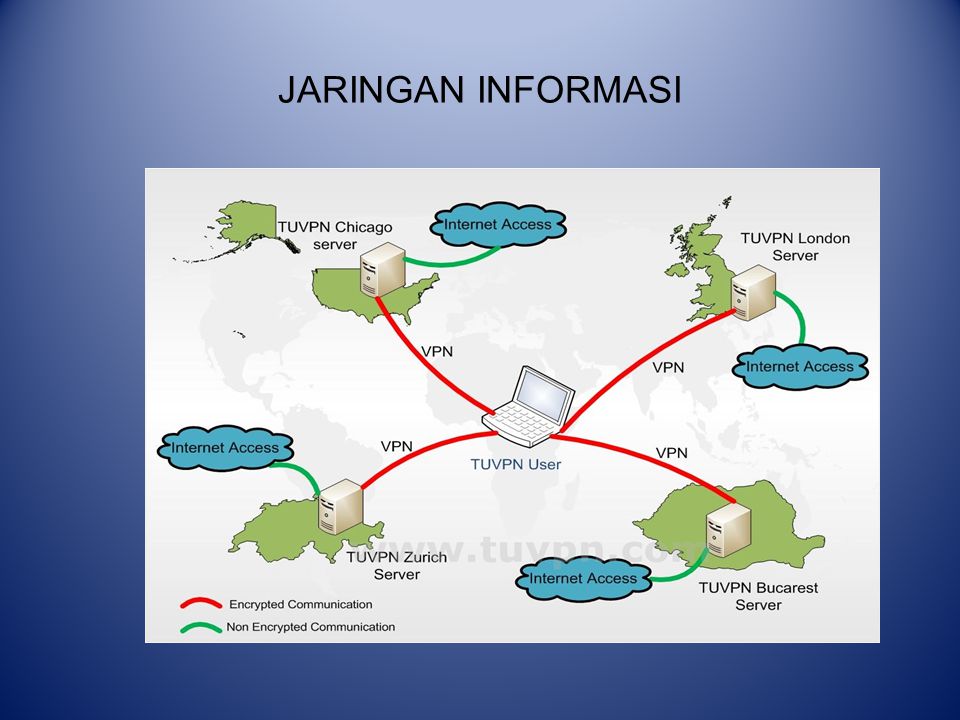 JARINGAN INFORMASI
TUVPN Chicago
server
Internet Access
TUVPN London
Server
Internet Access
VPN
VPN
Internet Access
VPN
TUVPN User
VPN
TUVPN Zurich
Server
www.tuvpn.com
Internet Access
TUVPN Bucarest
Server
Encrypted Communication
Non Encrypted Communication